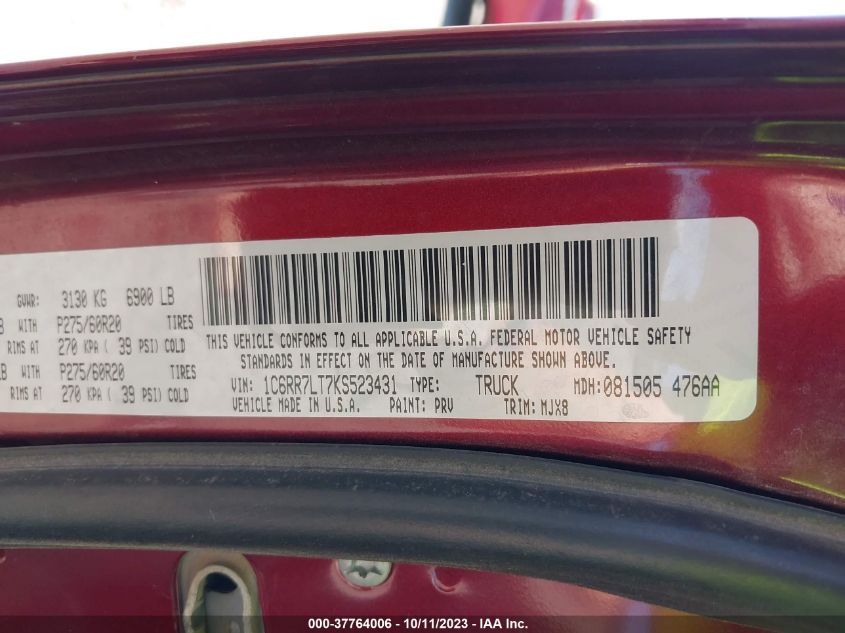 GVWR: 3130 KG 6900 LB
B WITH P275/60R20 TIRES
RIMS AT 270 KPA ( 39 PSI) COLD
LB WITH P275/60R20 TIRES
RIMS AT 270 KPA ( 39 PSI) COLD
THIS VEHICLE CONFORMS TO ALL APPLICABLE U.S.A. FEDERAL MOTOR VEHICLE SAFETY
STANDARDS IN EFFECT ON THE DATE OF MANUFACTURE SHOWN ABOVE.
VIN: 1C6RR7LT7KS523431 TYPE: TRUCK MDH: 081505 476AA
VEHICLE MADE IN U.S.A. PAINT: PRV TRIM: MJX8
000-37764006 - 10/11/2023 - IAA Inc.